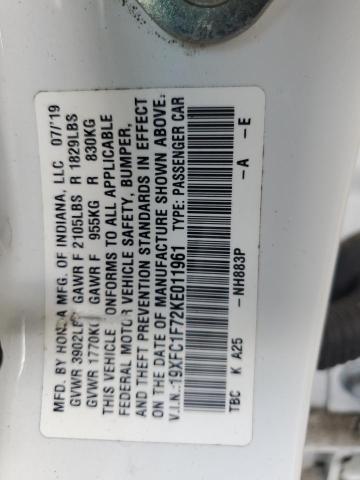 MFD. BY HONDA MFG. OF INDIANA, LLC 07/'19
GVWR 3902LBS GAWR F 2105LBS R 1829LBS
GVWR 1770KG GAWR F 955KG R 830KG
THIS VEHICLE CONFORMS TO ALL APPLICABLE
FEDERAL MOTOR VEHICLE SAFETY, BUMPER,
AND THEFT PREVENTION STANDARDS IN EFFECT
ON THE DATE OF MANUFACTURE SHOWN ABOVE.
V.I.N.:19XFC1F72KE011961 TYPE: PASSENGER CAR
-NH883P -A -E
TBC K A25